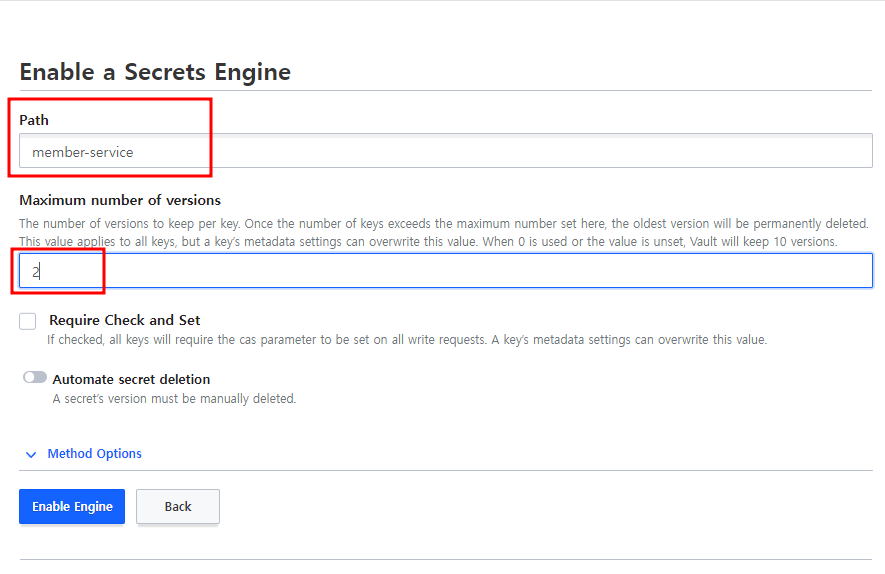 Enable a Secrets Engine
Path
member-service
Maximum number of versions
The number of versions to keep per key. Once the number of keys exceeds the maximum number set here, the oldest version will be permanently deleted.
This value applies to all keys, but a key's metadata settings can overwrite this value. When 0 is used or the value is unset, Vault will keep 10 versions.
2
Require Check and Set
If checked, all keys will require the cas parameter to be set on all write requests. A key's metadata settings can overwrite this value.
Automate secret deletion
A secret's version must be manually deleted.
Method Options
Enable Engine
Back